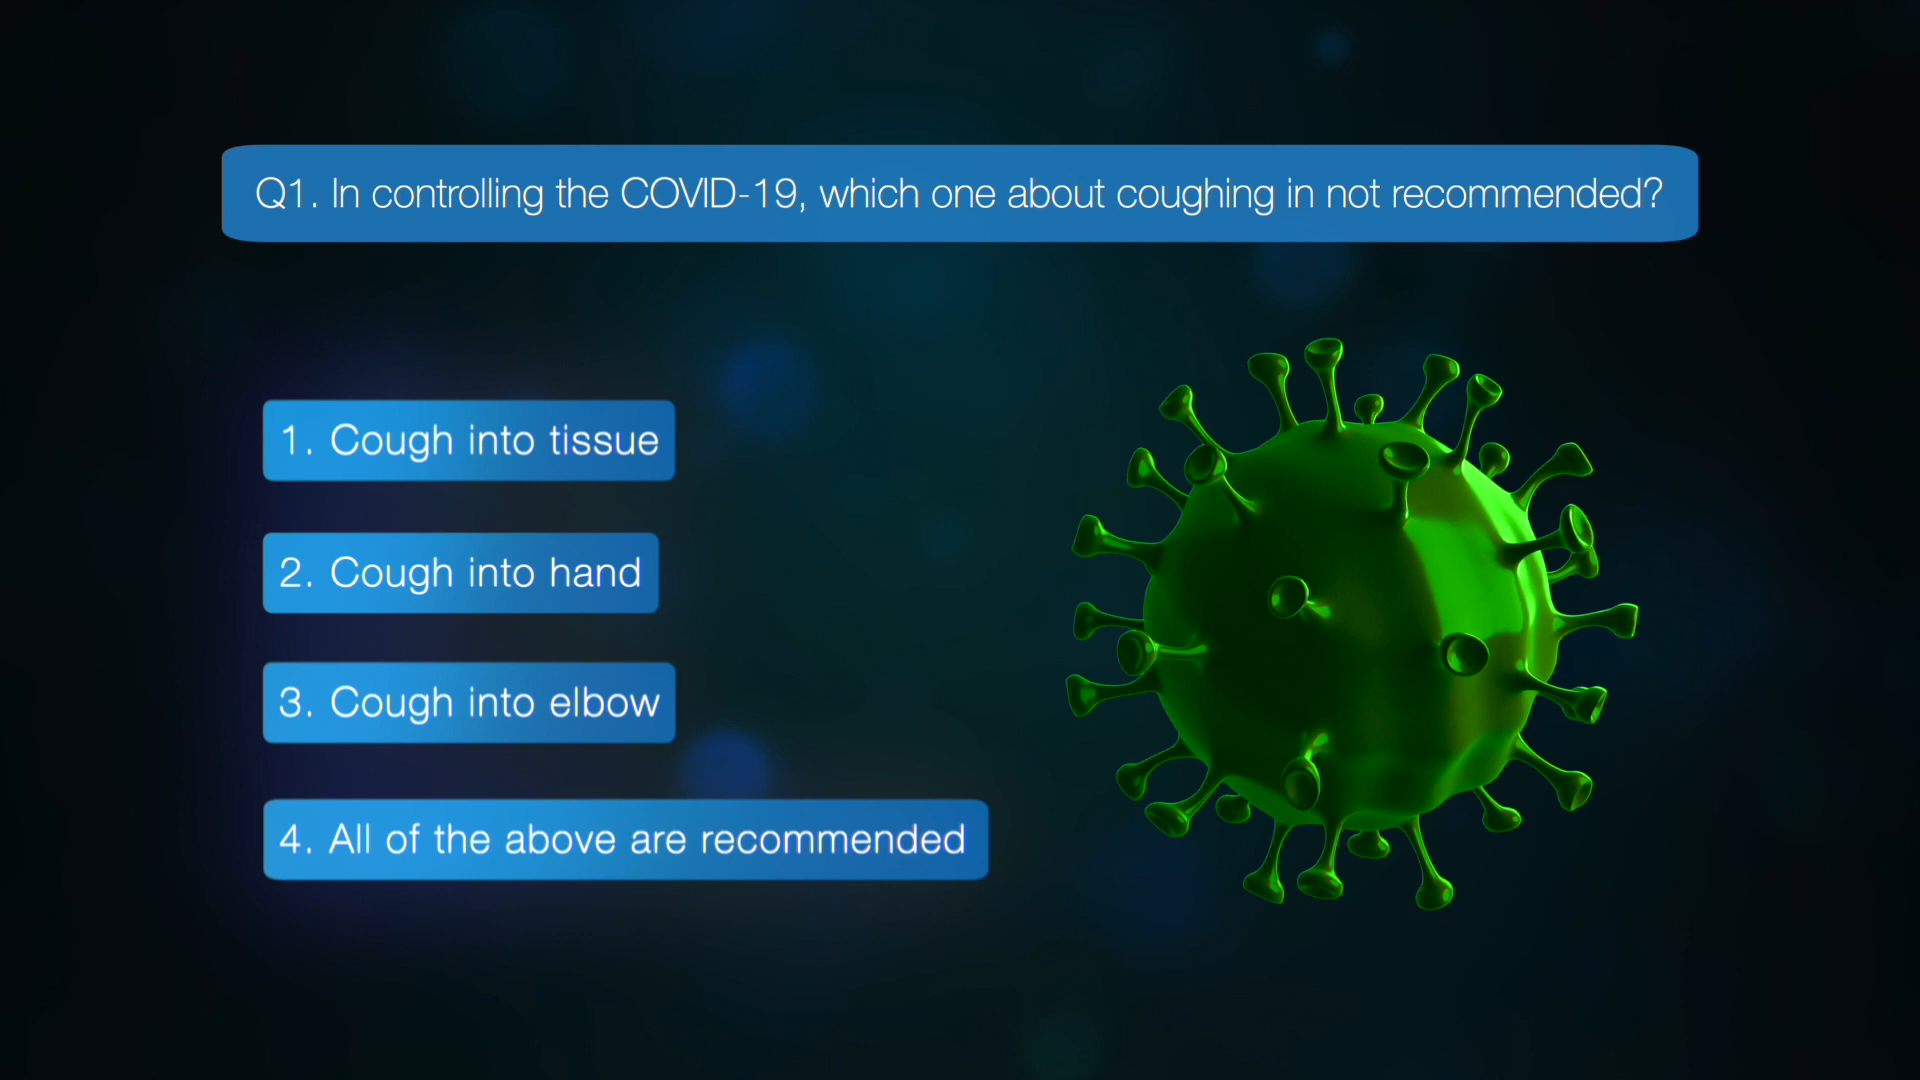 Q1. In controlling the COVID-19, which one about coughing in not recommended?
1. Cough into tissue
2. Cough into hand
3. Cough into elbow
4. All of the above are recommended